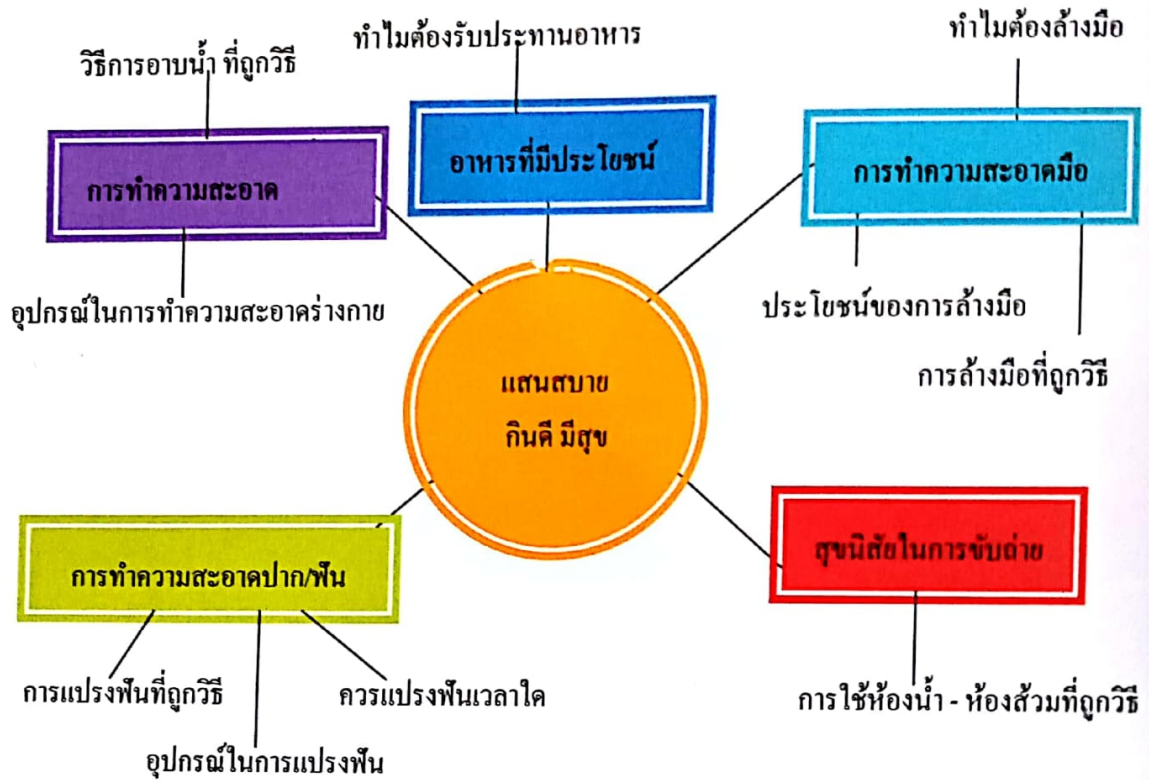 ทำไมต้องล้างมือ
ทำไมต้องรับประทานอาหาร
วิธีการอาบน้ำ ที่ถูกวิธี
อาหารที่มีประโยชน์
การทำความสะอาดมือ
การทำความสะอาด
ประโยชน์ของการล้างมือ
อุปกรณ์ในการทำความสะอาดร่างกาย
การล้างมือที่ถูกวิธี
แสนสบาย
กินดี มีสุข
สุขนิสัยในการขับถ่าย
การทำความสะอาดปาก/ฟัน
การแปรงฟันที่ถูกวิธี
ควรแปรงฟันเวลาใด
การใช้ห้องน้ำ - ห้องส้วมที่ถูกวิธี
อุปกรณ์ในการแปรงฟัน